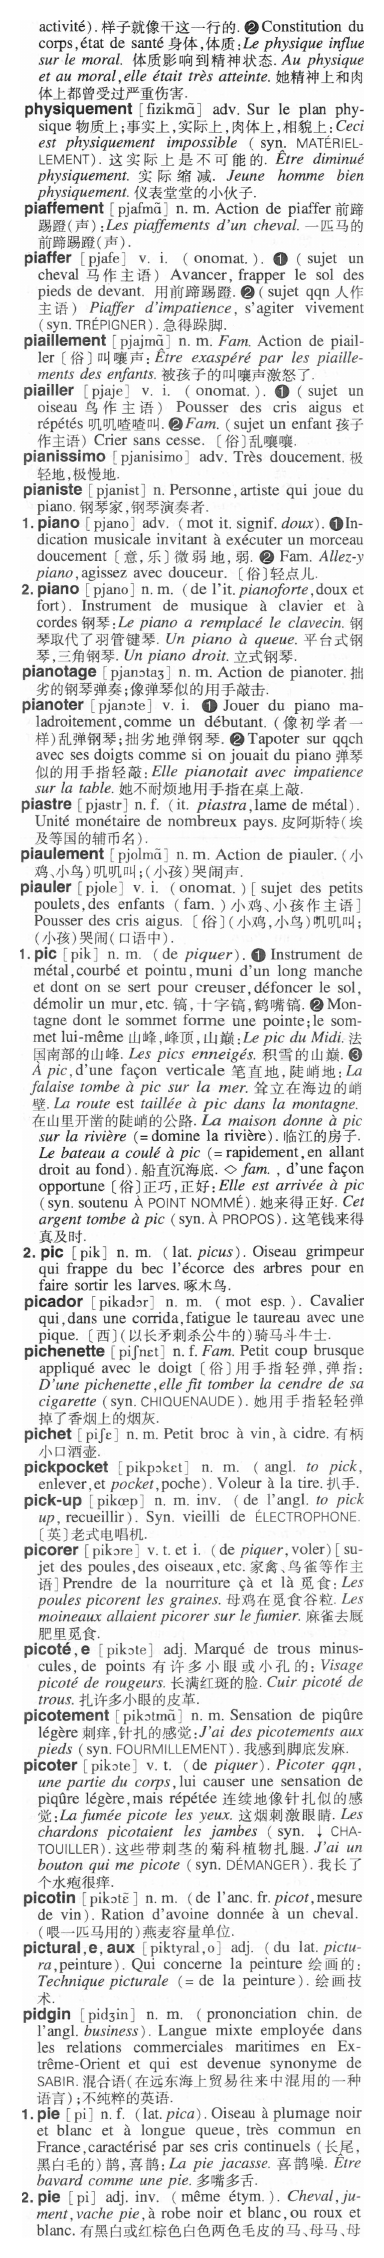 activité). 样子就像干这一行的. ❷ Constitution du
corps, état de santé 身体,体质: Le physique influe
sur le moral. 体质影响到精神状态. Au physique
et au moral, elle était très atteinte. 她精神上和肉
体上都曾受过严重伤害.
physiquement [fizikmɑ̃] adv. Sur le plan phy-
sique 物质上;事实上,实际上,肉体上,相貌上: Ceci
est physiquement impossible ( syn. MATÉRIEL-
LEMENT). 这实际上是不可能的. Être diminué
physiquement. 实际缩减. Jeune homme bien
physiquement. 仪表堂堂的小伙子.
piaffement [pjafmɑ̃] n. m. Action de piaffer 前蹄
踢蹬(声): Les piaffements d'un cheval. 一匹马的
前蹄踢蹬(声).
piaffer [pjafe] v. i. (onomat.). ❶ ( sujet un
cheval 马作主语) Avancer, frapper le sol des
pieds de devant. 用前蹄踢蹬. ❷ (sujet qqn 人作
主语) Piaffer d'impatience, s'agiter vivement
(syn. TRÉPIGNER). 急得跺脚.
piaillement [pjajmɑ̃] n. m. Fam. Action de piail-
ler 〔俗〕叫嚷声: Être exaspéré par les piaille-
ments des enfants. 被孩子的叫嚷声激怒了.
piailler [pjaje] v. i. (onomat.). ❶ ( sujet un
oiseau 鸟作主语) Pousser des cris aigus et
répétés 叽叽喳喳叫. ❷ Fam. (sujet un enfant 孩子
作主语) Crier sans cesse. 〔俗〕乱嚷嚷.
pianissimo [pjanisimo] adv. Très doucement. 极
轻地,极慢地.
pianiste [pjanist] n. Personne, artiste qui joue du
piano. 钢琴家,钢琴演奏者.
1. piano [pjano] adv. (mot it. signif. doux). ❶ In-
dication musicale invitant à exécuter un morceau
doucement〔意,乐〕微弱地,弱. ❷ Fam. Allez-y
piano, agissez avec douceur. 〔俗〕轻点儿.
2. piano [pjano] n. m. (de l'it. pianoforte, doux et
fort). Instrument de musique à clavier et à
cordes 钢琴: Le piano a remplacé le clavecin. 钢
琴取代了羽管键琴. Un piano à queue. 平台式钢
琴,三角钢琴. Un piano droit. 立式钢琴.
pianotage [pjanɔtaʒ] n. m. Action de pianoter. 拙
劣的钢琴弹奏;像弹琴似的用手敲击.
pianoter [pjanɔte] v. i. ❶ Jouer du piano ma-
ladroitement, comme un débutant. (像初学者一
样)乱弹钢琴;拙劣地弹钢琴. ❷ Tapoter sur qqch
avec ses doigts comme si on jouait du piano 弹琴
似的用手指轻敲: Elle pianotait avec impatience
sur la table. 她不耐烦地用手指在桌上敲.
piastre [pjastr] n. f. (it. piastra, lame de métal).
Unité monétaire de nombreux pays. 皮阿斯特(埃
及等国的辅币名).
piaulement [pjolmɑ̃] n. m. Action de piauler. (小
鸡、小鸟)叽叽叫;(小孩)哭闹声.
piauler [pjole] v. i. (onomat.) [sujet des petits
poulets, des enfants (fam.) 小鸡、小孩作主语]
Pousser des cris aigus. 〔俗〕(小鸡,小鸟)叽叽叫;
(小孩)哭闹(口语中).
1. pic [pik] n. m. (de piquer). ❶ Instrument de
métal, courbé et pointu, muni d'un long manche
et dont on se sert pour creuser, défoncer le sol,
démolir un mur, etc. 镐,十字镐,鹤嘴镐. ❷ Mon-
tagne dont le sommet forme une pointe; le som-
met lui-même 山峰,峰顶,山巅: Le pic du Midi. 法
国南部的山峰. Les pics enneigés. 积雪的山巅. ❸
À pic, d'une façon verticale 笔直地,陡峭地: La
falaise tombe à pic sur la mer. 耸立在海边的峭
壁. La route est taillée à pic dans la montagne.
在山里开凿的陡峭的公路. La maison donne à pic
sur la rivière (= domine la rivière). 临江的房子.
Le bateau a coulé à pic (= rapidement, en allant
droit au fond). 船直沉海底. ◇ fam. , d'une façon
opportune〔俗〕正巧,正好: Elle est arrivée à pic
(syn. soutenu À POINT NOMMÉ). 她来得正好. Cet
argent tombe à pic (syn. À PROPOS). 这笔钱来得
真及时.
2. pic [pik] n. m. (lat. picus). Oiseau grimpeur
qui frappe du bec l'écorce des arbres pour en
faire sortir les larves. 啄木鸟.
picador [pikadɔr] n. m. (mot esp.). Cavalier
qui, dans une corrida, fatigue le taureau avec une
pique. 〔西〕(以长矛刺杀公牛的)骑马斗牛士.
pichenette [piʃnɛt] n. f. Fam. Petit coup brusque
appliqué avec le doigt〔俗〕用手指轻弹,弹指:
D'une pichenette, elle fit tomber la cendre de sa
cigarette (syn. CHIQUENAUDE). 她用手指轻轻弹
掉了香烟上的烟灰.
pichet [piʃɛ] n. m. Petit broc à vin, à cidre. 有柄
小口酒壶.
pickpocket [pikpɔkɛt] n. m. ( angl. to pick,
enlever, et pocket, poche). Voleur à la tire. 扒手.
pick-up [pikœp] n. m. inv. (de l'angl. to pick
up, recueillir). Syn. vieilli de ÉLECTROPHONE.
〔英〕老式电唱机.
picorer [pikɔre] v. t. et i. (de piquer, voler) [su-
jet des poules, des oiseaux, etc. 家禽、鸟雀等作主
语] Prendre de la nourriture çà et là 觅食: Les
poules picorent les graines. 母鸡在觅食谷粒. Les
moineaux allaient picorer sur le fumier. 麻雀去厩
肥里觅食.
picoté, e [pikɔte] adj. Marqué de trous minus-
cules, de points 有许多小眼或小孔的: Visage
picoté de rougeurs. 长满红斑的脸. Cuir picoté de
trous. 扎许多小眼的皮革.
picotement [pikɔtmɑ̃] n. m. Sensation de piqûre
légère 刺痒,针扎的感觉: J'ai des picotements aux
pieds (syn. FOURMILLEMENT). 我感到脚底发麻.
picoter [pikɔte] v. t. (de piquer). Picoter qqn,
une partie du corps, lui causer une sensation de
piqûre légère, mais répétée 连续地像针扎似的感
觉: La fumée picote les yeux. 这烟刺激眼睛. Les
chardons picotaient les jambes ( syn. ↓ CHA-
TOUILLER). 这些带刺茎的菊科植物扎腿. J'ai un
bouton qui me picote (syn. DÉMANGER). 我长了
个水疱很痒.
picotin [pikɔtɛ̃] n. m. (de l'anc. fr. picot, mesure
de vin). Ration d'avoine donnée à un cheval.
(喂一匹马用的)燕麦容量单位.
pictural, e, aux [piktyral, o] adj. (du lat. pictu-
ra, peinture). Qui concerne la peinture 绘画的:
Technique picturale (= de la peinture). 绘画技
术.
pidgin [pidʒin] n. m. (prononciation chin. de
l'angl. business). Langue mixte employée dans
les relations commerciales maritimes en Ex-
trême-Orient et qui est devenue synonyme de
SABIR. 混合语(在远东海上贸易往来中混用的一种
语言);不纯粹的英语.
1. pie [pi] n. f. (lat. pica). Oiseau à plumage noir
et blanc et à longue queue, très commun en
France, caractérisé par ses cris continuels (长尾,
黑白毛的)鹊,喜鹊: La pie jacasse. 喜鹊噪. Être
bavard comme une pie. 多嘴多舌.
2. pie [pi] adj. inv. (même étym.). Cheval, ju-
ment, vache pie, à robe noir et blanc, ou roux et
blanc. 有黑白或红棕色白色两色毛皮的马、母马、母